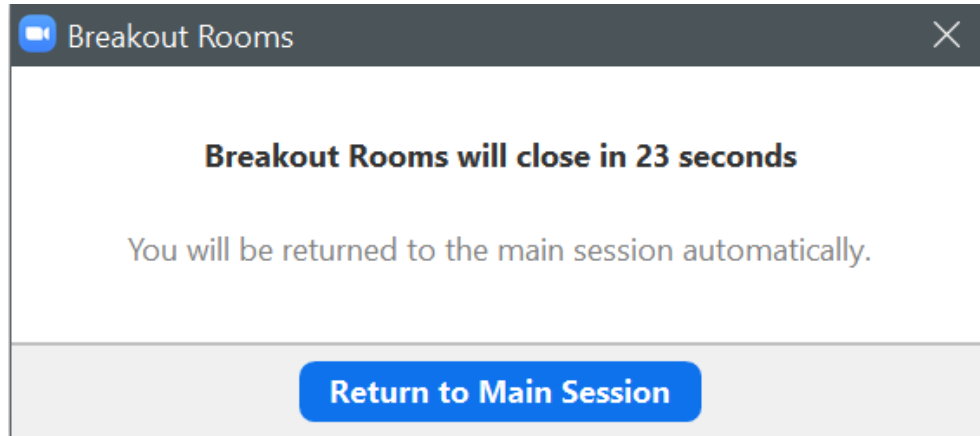 Breakout Rooms
Breakout Rooms will close in 23 seconds
You will be returned to the main session automatically.
Return to Main Session